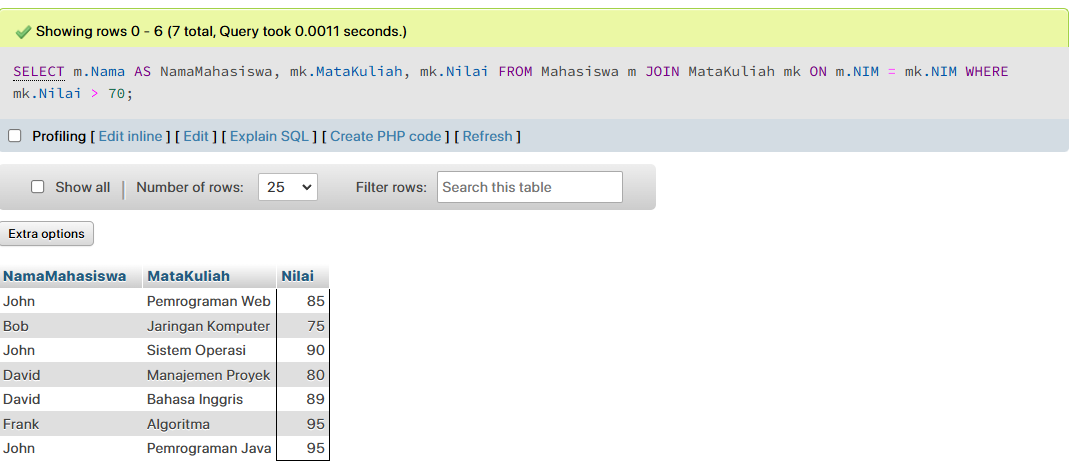 Showing rows 0 - 6 (7 total, Query took 0.0011 seconds.)
SELECT m.Nama AS NamaMahasiswa, mk.MataKuliah, mk.Nilai FROM Mahasiswa m JOIN MataKuliah mk ON m.NIM = mk.NIM WHERE
mk.Nilai > 70;
Profiling [ Edit inline ] [ Edit ] [ Explain SQL ] [ Create PHP code ] [ Refresh ]
Show all | Number of rows: 25 Filter rows: Search this table
Extra options
NamaMahasiswa MataKuliah Nilai
John Pemrograman Web 85
Bob Jaringan Komputer 75
John Sistem Operasi 90
David Manajemen Proyek 80
David Bahasa Inggris 89
Frank Algoritma 95
John Pemrograman Java 95